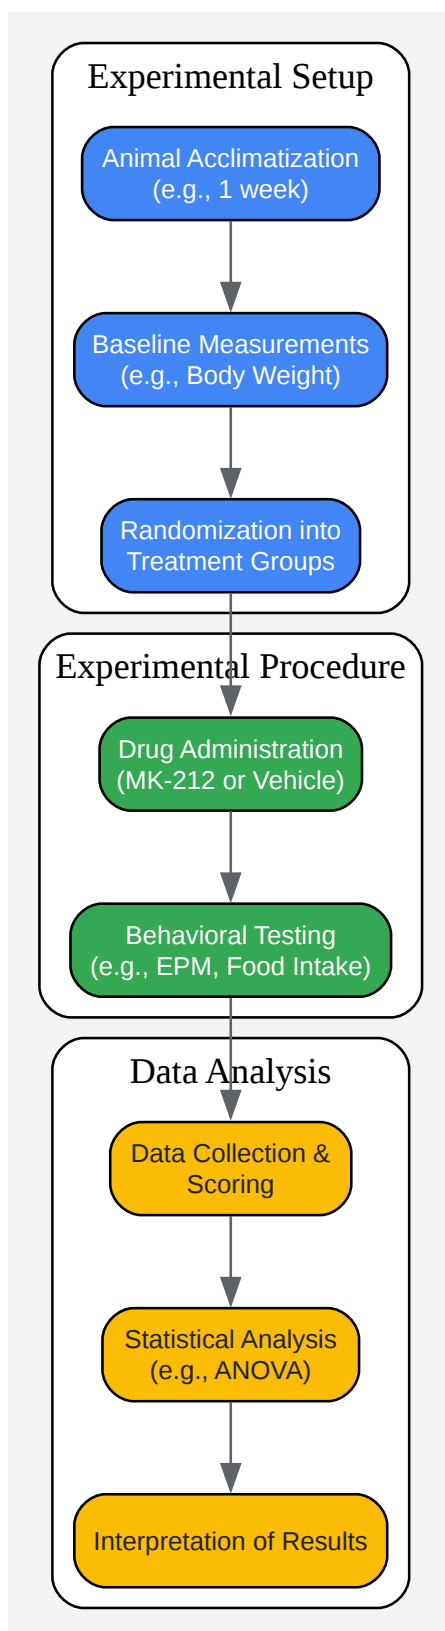 Experimental Setup
Animal Acclimatization
(e.g., 1 week)
Baseline Measurements
(e.g., Body Weight)
Randomization into
Treatment Groups
Experimental Procedure
Drug Administration
(MK-212 or Vehicle)
Behavioral Testing
(e.g., EPM, Food Intake)
Data Analysis
Data Collection &
Scoring
Statistical Analysis
(e.g., ANOVA)
Interpretation of Results